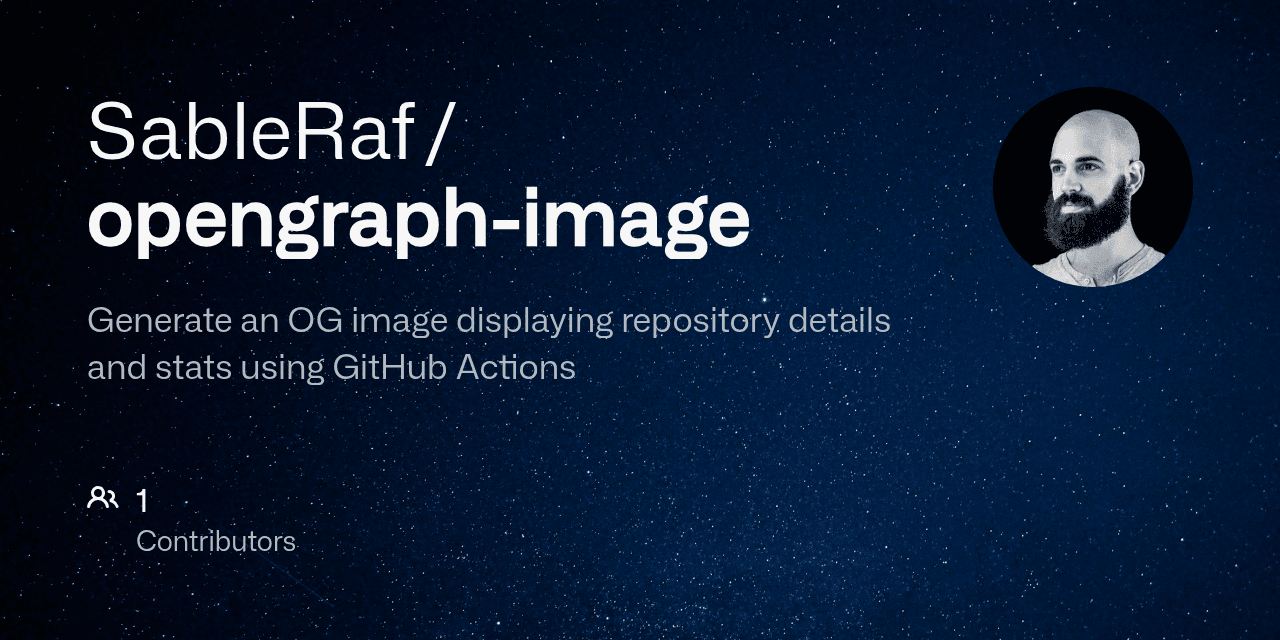 SableRaf /
opengraph-image
Generate an OG image displaying repository details
and stats using GitHub Actions
1
Contributors